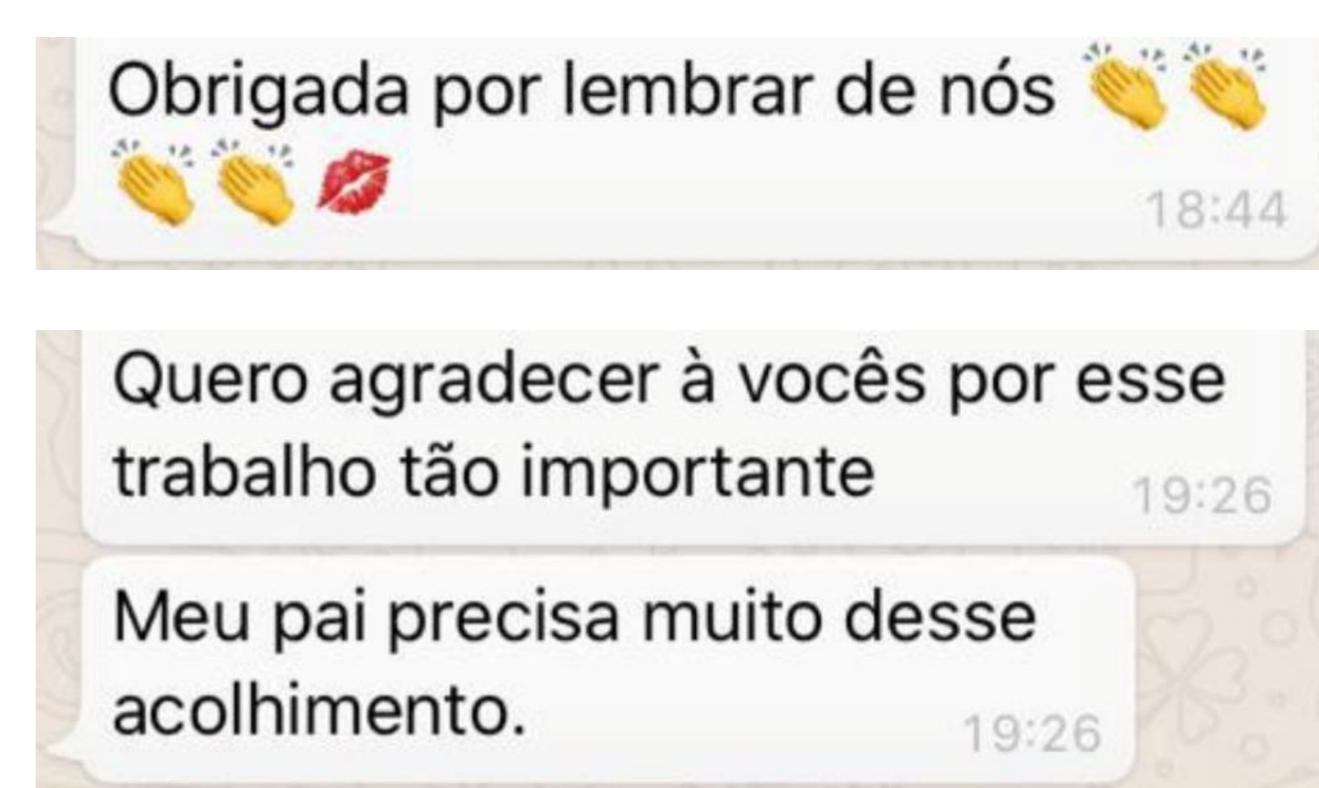 Obrigada por lembrar de nós 👏👏
👏👏💋
18:44
Quero agradecer à vocês por esse
trabalho tão importante
19:26
Meu pai precisa muito desse
acolhimento.
19:26